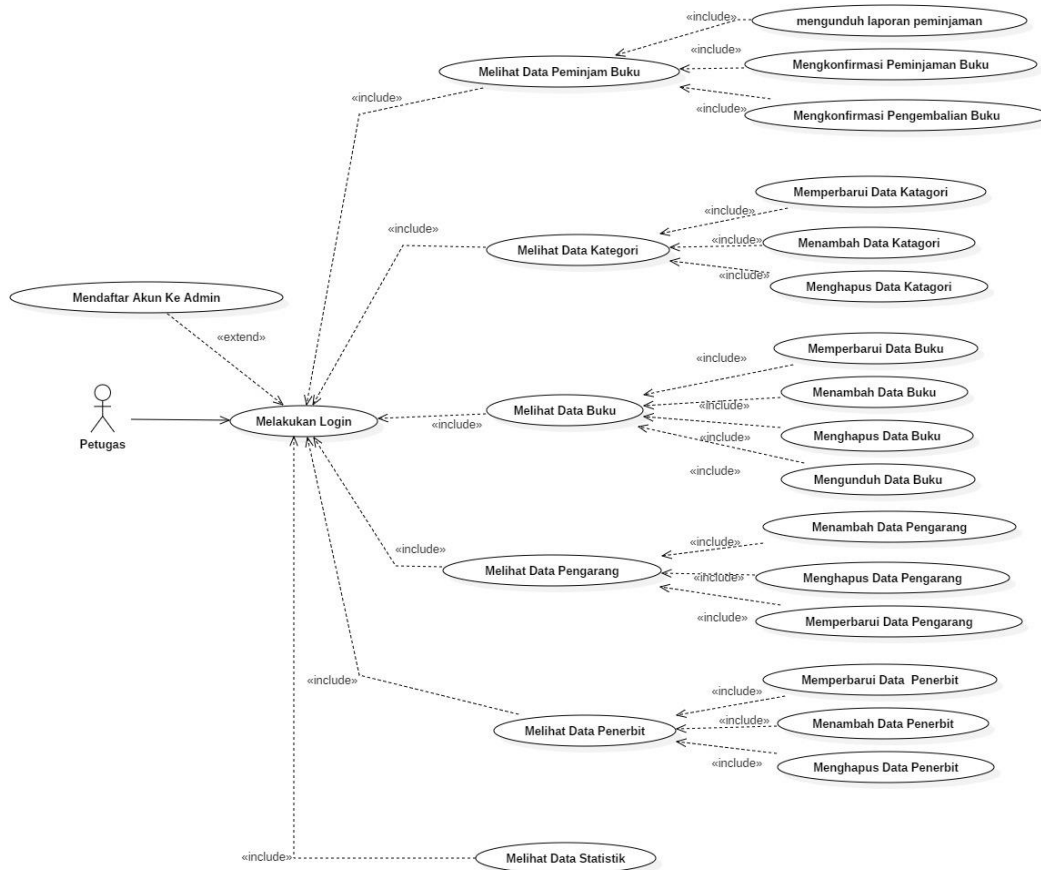 «include»
mengunduh laporan peminjaman
«include»
Melihat Data Peminjam Buku
Mengkonfirmasi Peminjaman Buku
«include»
«include»
Mengkonfirmasi Pengembalian Buku
Memperbarui Data Katagori
«include»
«include»
Melihat Data Kategori
«include»
Menambah Data Katagori
«include»
Menghapus Data Katagori
Mendaftar Akun Ke Admin
«extend»
«include»
Memperbarui Data Buku
Petugas
Melakukan Login
«include»
Melihat Data Buku
«include»
Menambah Data Buku
«include»
Menghapus Data Buku
«include»
Mengunduh Data Buku
«include»
Melihat Data Pengarang
«include»
Menambah Data Pengarang
«include»
Menghapus Data Pengarang
«include»
Memperbarui Data Pengarang
«include»
Melihat Data Penerbit
«include»
Memperbarui Data  Penerbit
«include»
Menambah Data Penerbit
«include»
Menghapus Data Penerbit
«include»
Melihat Data Statistik